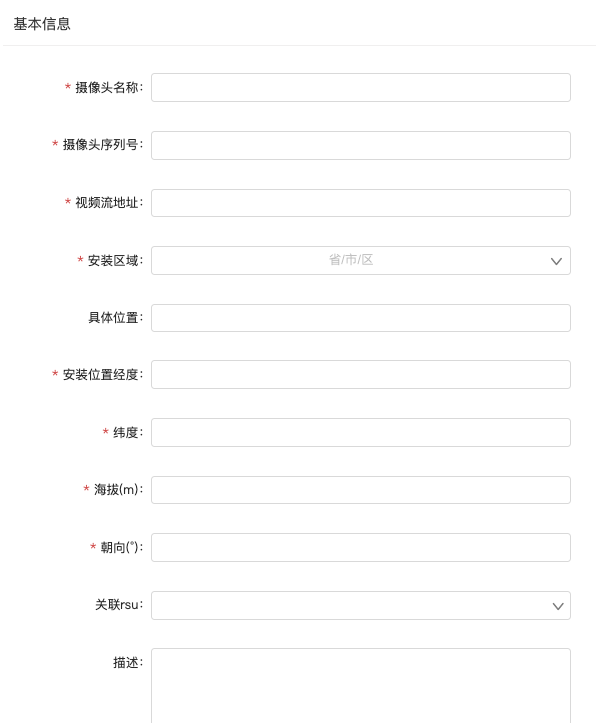 基本信息
* 摄像头名称:
* 摄像头序列号:
* 视频流地址:
* 安装区域: 省/市/区
具体位置:
* 安装位置经度:
* 纬度:
* 海拔(m):
* 朝向(°):
关联rsu:
描述: